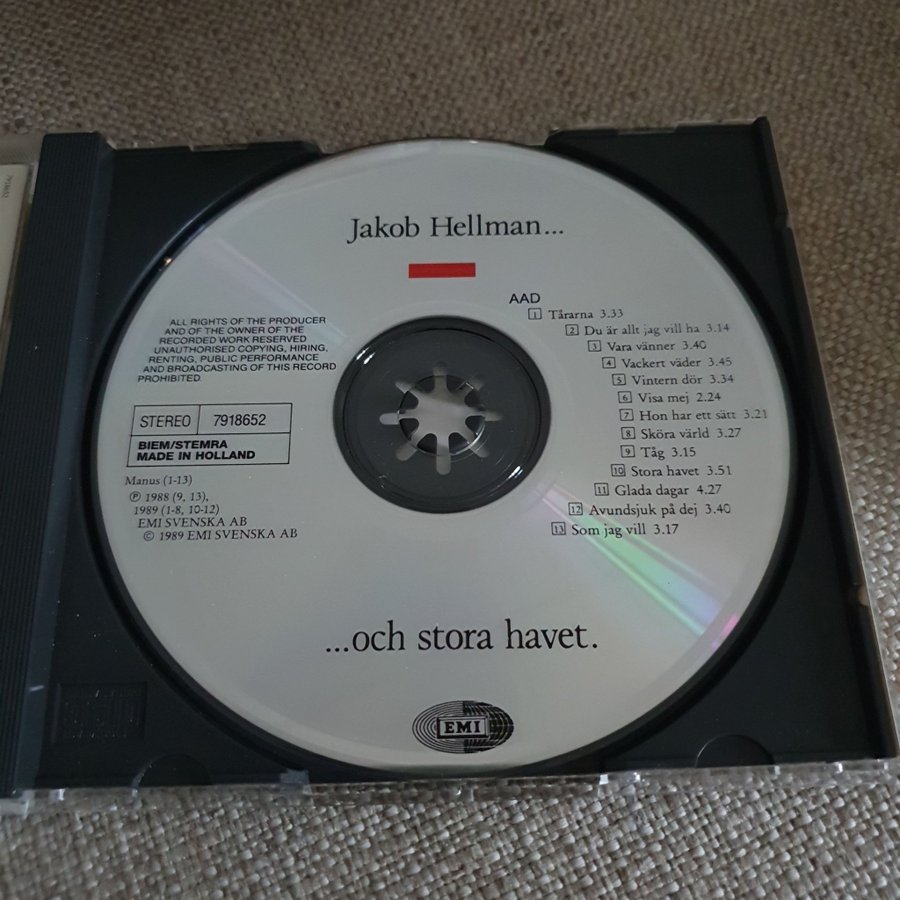 Jakob Hellman...
AAD
1 Tårarna 3.33
2 Du är allt jag vill ha 3.14
3 Vara vänner 3.40
4 Vackert väder 3.45
5 Vintern dör 3.34
6 Visa mej 2.24
7 Hon har ett sätt 3.21
8 Sköra värld 3.27
9 Tåg 3.15
10 Stora havet 3.51
11 Glada dagar 4.27
12 Avundsjuk på dej 3.40
13 Som jag vill 3.17
ALL RIGHTS OF THE PRODUCER
AND OF THE OWNER OF THE
RECORDED WORK RESERVED
UNAUTHORISED COPYING, HIRING,
RENTING, PUBLIC PERFORMANCE
AND BROADCASTING OF THIS RECORD
PROHIBITED.
STEREO 7918652
BIEM/STEMRA
MADE IN HOLLAND
Manus (1-13)
℗ 1988 (9, 13),
1989 (1-8, 10-12)
EMI SVENSKA AB
© 1989 EMI SVENSKA AB
...och stora havet.
EMI